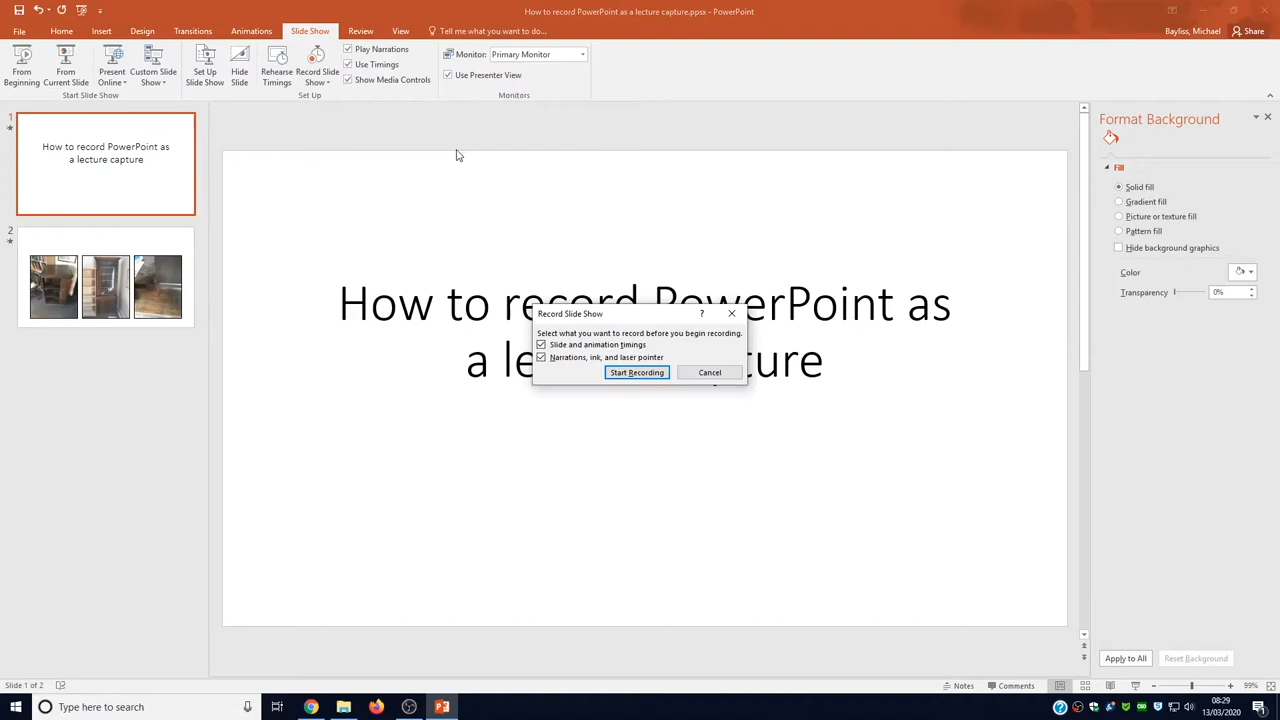 How to record PowerPoint as a lecture capture.ppsx - PowerPoint
File Home Insert Design Transitions Animations Slide Show Review View Tell me what you want to do... Bayliss, Michael Share
From Beginning
From Current Slide
Present Online
Custom Slide Show
Start Slide Show
Set Up Slide Show
Hide Slide
Rehearse Timings
Record Slide Show
Play Narrations
Use Timings
Show Media Controls
Set Up
Monitor: Primary Monitor
Use Presenter View
Monitors
1
How to record PowerPoint as
a lecture capture
2
How to record PowerPoint as
a le
ture
Record Slide Show ?
Select what you want to record before you begin recording.
Slide and animation timings
Narrations, ink, and laser pointer
Start Recording Cancel
Format Background
Fill
Solid fill
Gradient fill
Picture or texture fill
Pattern fill
Hide background graphics
Color
Transparency 0%
Apply to All Reset Background
Slide 1 of 2 Notes Comments 99%
Type here to search
08:29
13/03/2020